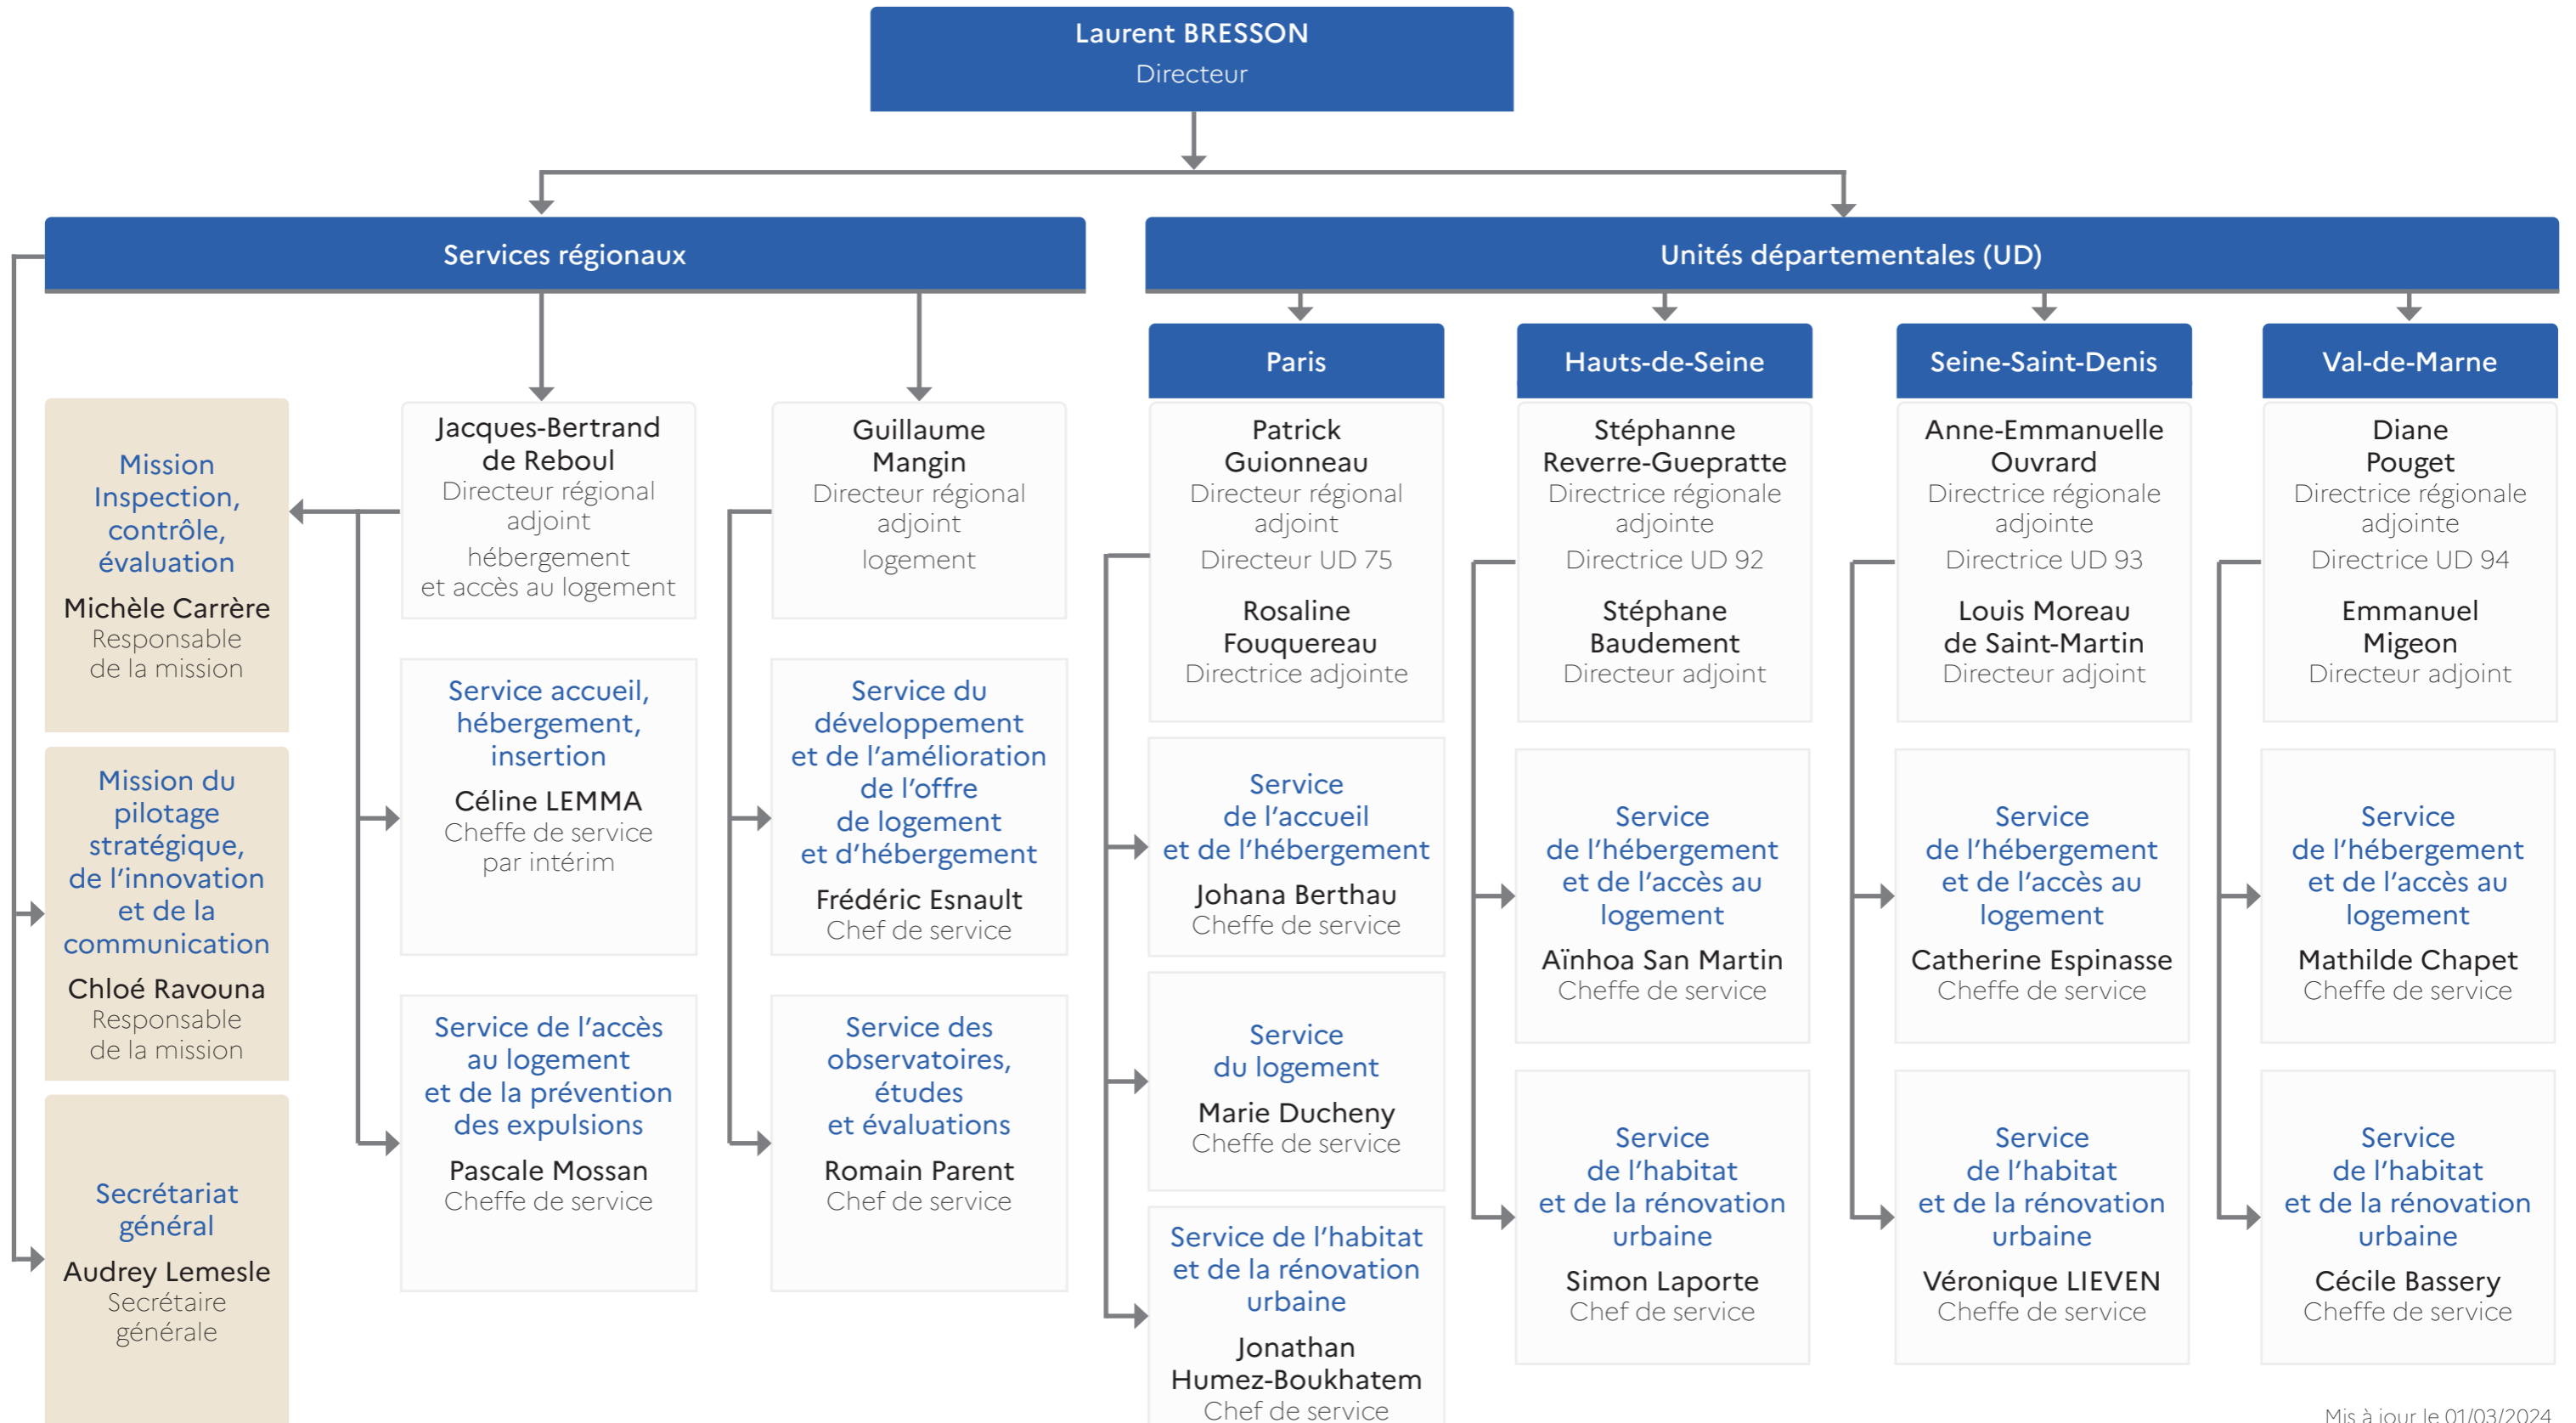 Laurent BRESSON
Directeur
Services régionaux
Unités départementales (UD)
Mission
Inspection,
contrôle,
évaluation
Michèle Carrère
Responsable
de la mission
Mission du
pilotage
stratégique,
de l'innovation
et de la
communication
Chloé Ravouna
Responsable
de la mission
Secrétariat
général
Audrey Lemesle
Secrétaire
générale
Jacques-Bertrand
de Reboul
Directeur régional
adjoint
hébergement
et accès au logement
Service accueil,
hébergement,
insertion
Céline LEMMA
Cheffe de service
par intérim
Service de l'accès
au logement
et de la prévention
des expulsions
Pascale Mossan
Cheffe de service
Guillaume
Mangin
Directeur régional
adjoint
logement
Service du
développement
et de l'amélioration
de l'offre
de logement
et d'hébergement
Frédéric Esnault
Chef de service
Service des
observatoires,
études
et évaluations
Romain Parent
Chef de service
Paris
Patrick
Guionneau
Directeur régional
adjoint
Directeur UD 75
Rosaline
Fouquereau
Directrice adjointe
Service
de l'accueil
et de l'hébergement
Johana Berthau
Cheffe de service
Service
du logement
Marie Ducheny
Cheffe de service
Service de l'habitat
et de la rénovation
urbaine
Jonathan
Humez-Boukhatem
Chef de service
Hauts-de-Seine
Stéphanne
Reverre-Guepratte
Directrice régionale
adjointe
Directrice UD 92
Stéphane
Baudement
Directeur adjoint
Service
de l'hébergement
et de l'accès au
logement
Aïnhoa San Martin
Cheffe de service
Service
de l'habitat
et de la rénovation
urbaine
Simon Laporte
Chef de service
Seine-Saint-Denis
Anne-Emmanuelle
Ouvrard
Directrice régionale
adjointe
Directrice UD 93
Louis Moreau
de Saint-Martin
Directeur adjoint
Service
de l'hébergement
et de l'accès au
logement
Catherine Espinasse
Cheffe de service
Service
de l'habitat
et de la rénovation
urbaine
Véronique LIEVEN
Cheffe de service
Val-de-Marne
Diane
Pouget
Directrice régionale
adjointe
Directrice UD 94
Emmanuel
Migeon
Directeur adjoint
Service
de l'hébergement
et de l'accès au
logement
Mathilde Chapet
Cheffe de service
Service
de l'habitat
et de la rénovation
urbaine
Cécile Bassery
Cheffe de service
Mis à jour le 01/03/2024